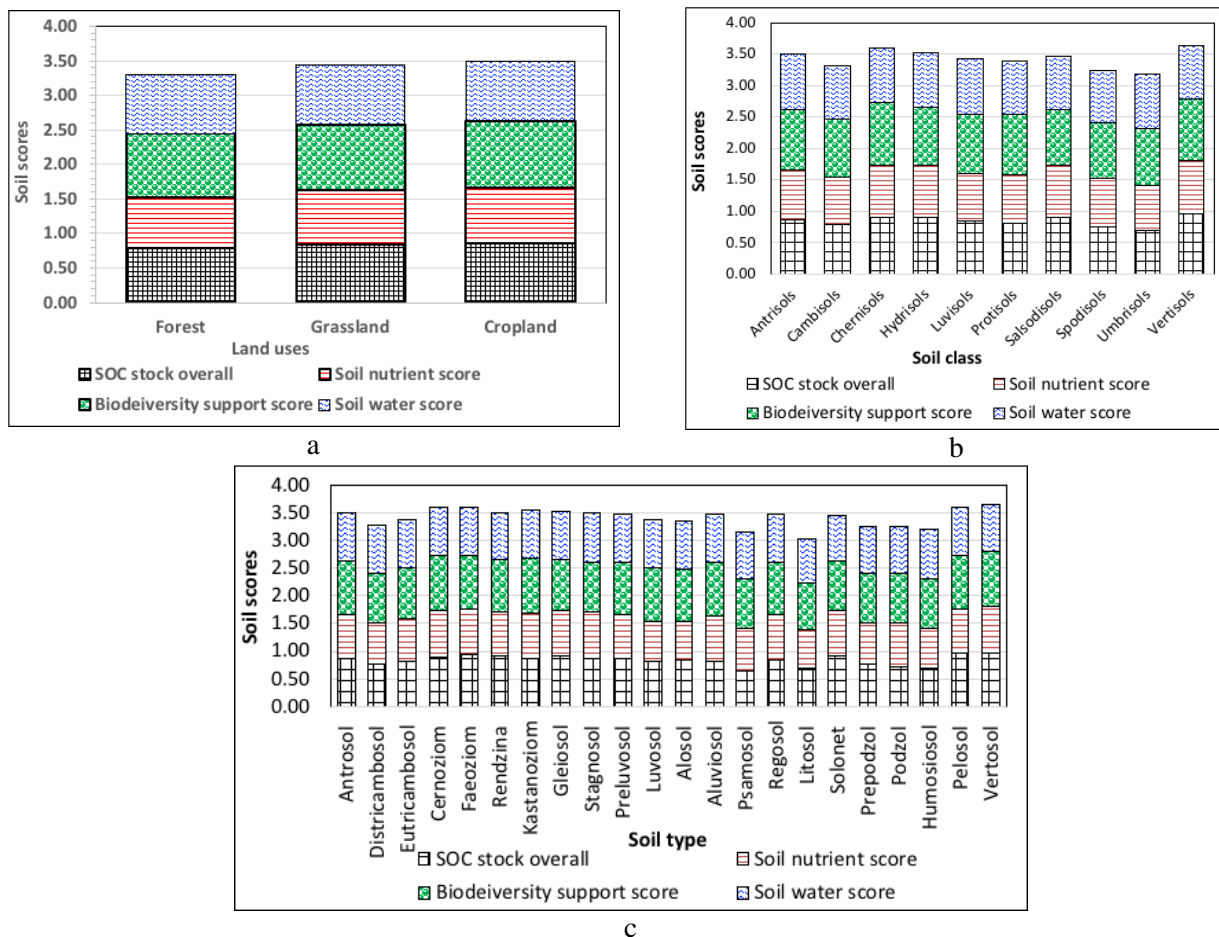 4.00
3.50
3.00
2.50
2.00
1.50
1.00
0.50
0.00
Soil scores
Forest Grassland Cropland
Land uses
SOC stock overall Soil nutrient score
Biodeiversity support score Soil water score
a
4.00
3.50
3.00
2.50
2.00
1.50
1.00
0.50
0.00
Soil scores
Antrisols Cambisols Chernisols Hydrisols Luvisols Protisols Salsodisols Spodisols Umbrisols Vertisols
Soil class
SOC stock overall Soil nutrient score
Biodeiversity support score Soil water score
b
4.00
3.50
3.00
2.50
2.00
1.50
1.00
0.50
0.00
Soil scores
Antrosol Districambosol Eutricambosol Cernoziom Faeoziom Rendzina Kastanoziom Gleiosol Stagnosol Preluvosol Luvosol Alosol Aluviosol Psamosol Regosol Litosol Solonet Prepodzol Podzol Humosiosol Pelosol Vertosol
Soil type
SOC stock overall Soil nutrient score
Biodeiversity support score Soil water score
c